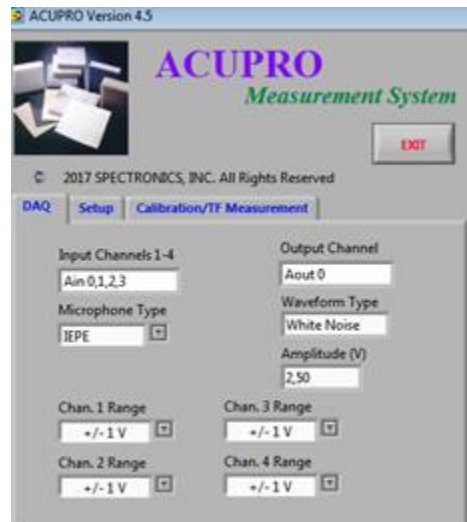 ACUPRO Version 4.5
ACUPRO
Measurement System
EXIT
© 2017 SPECTRONICS, INC. All Rights Reserved
DAQ Setup Calibration/TF Measurement
Input Channels 1-4
Ain 0,1,2,3
Microphone Type
IEPE
Output Channel
Aout 0
Waveform Type
White Noise
Amplitude (V)
2,50
Chan. 1 Range
+/- 1 V
Chan. 3 Range
+/- 1 V
Chan. 2 Range
+/- 1 V
Chan. 4 Range
+/- 1 V